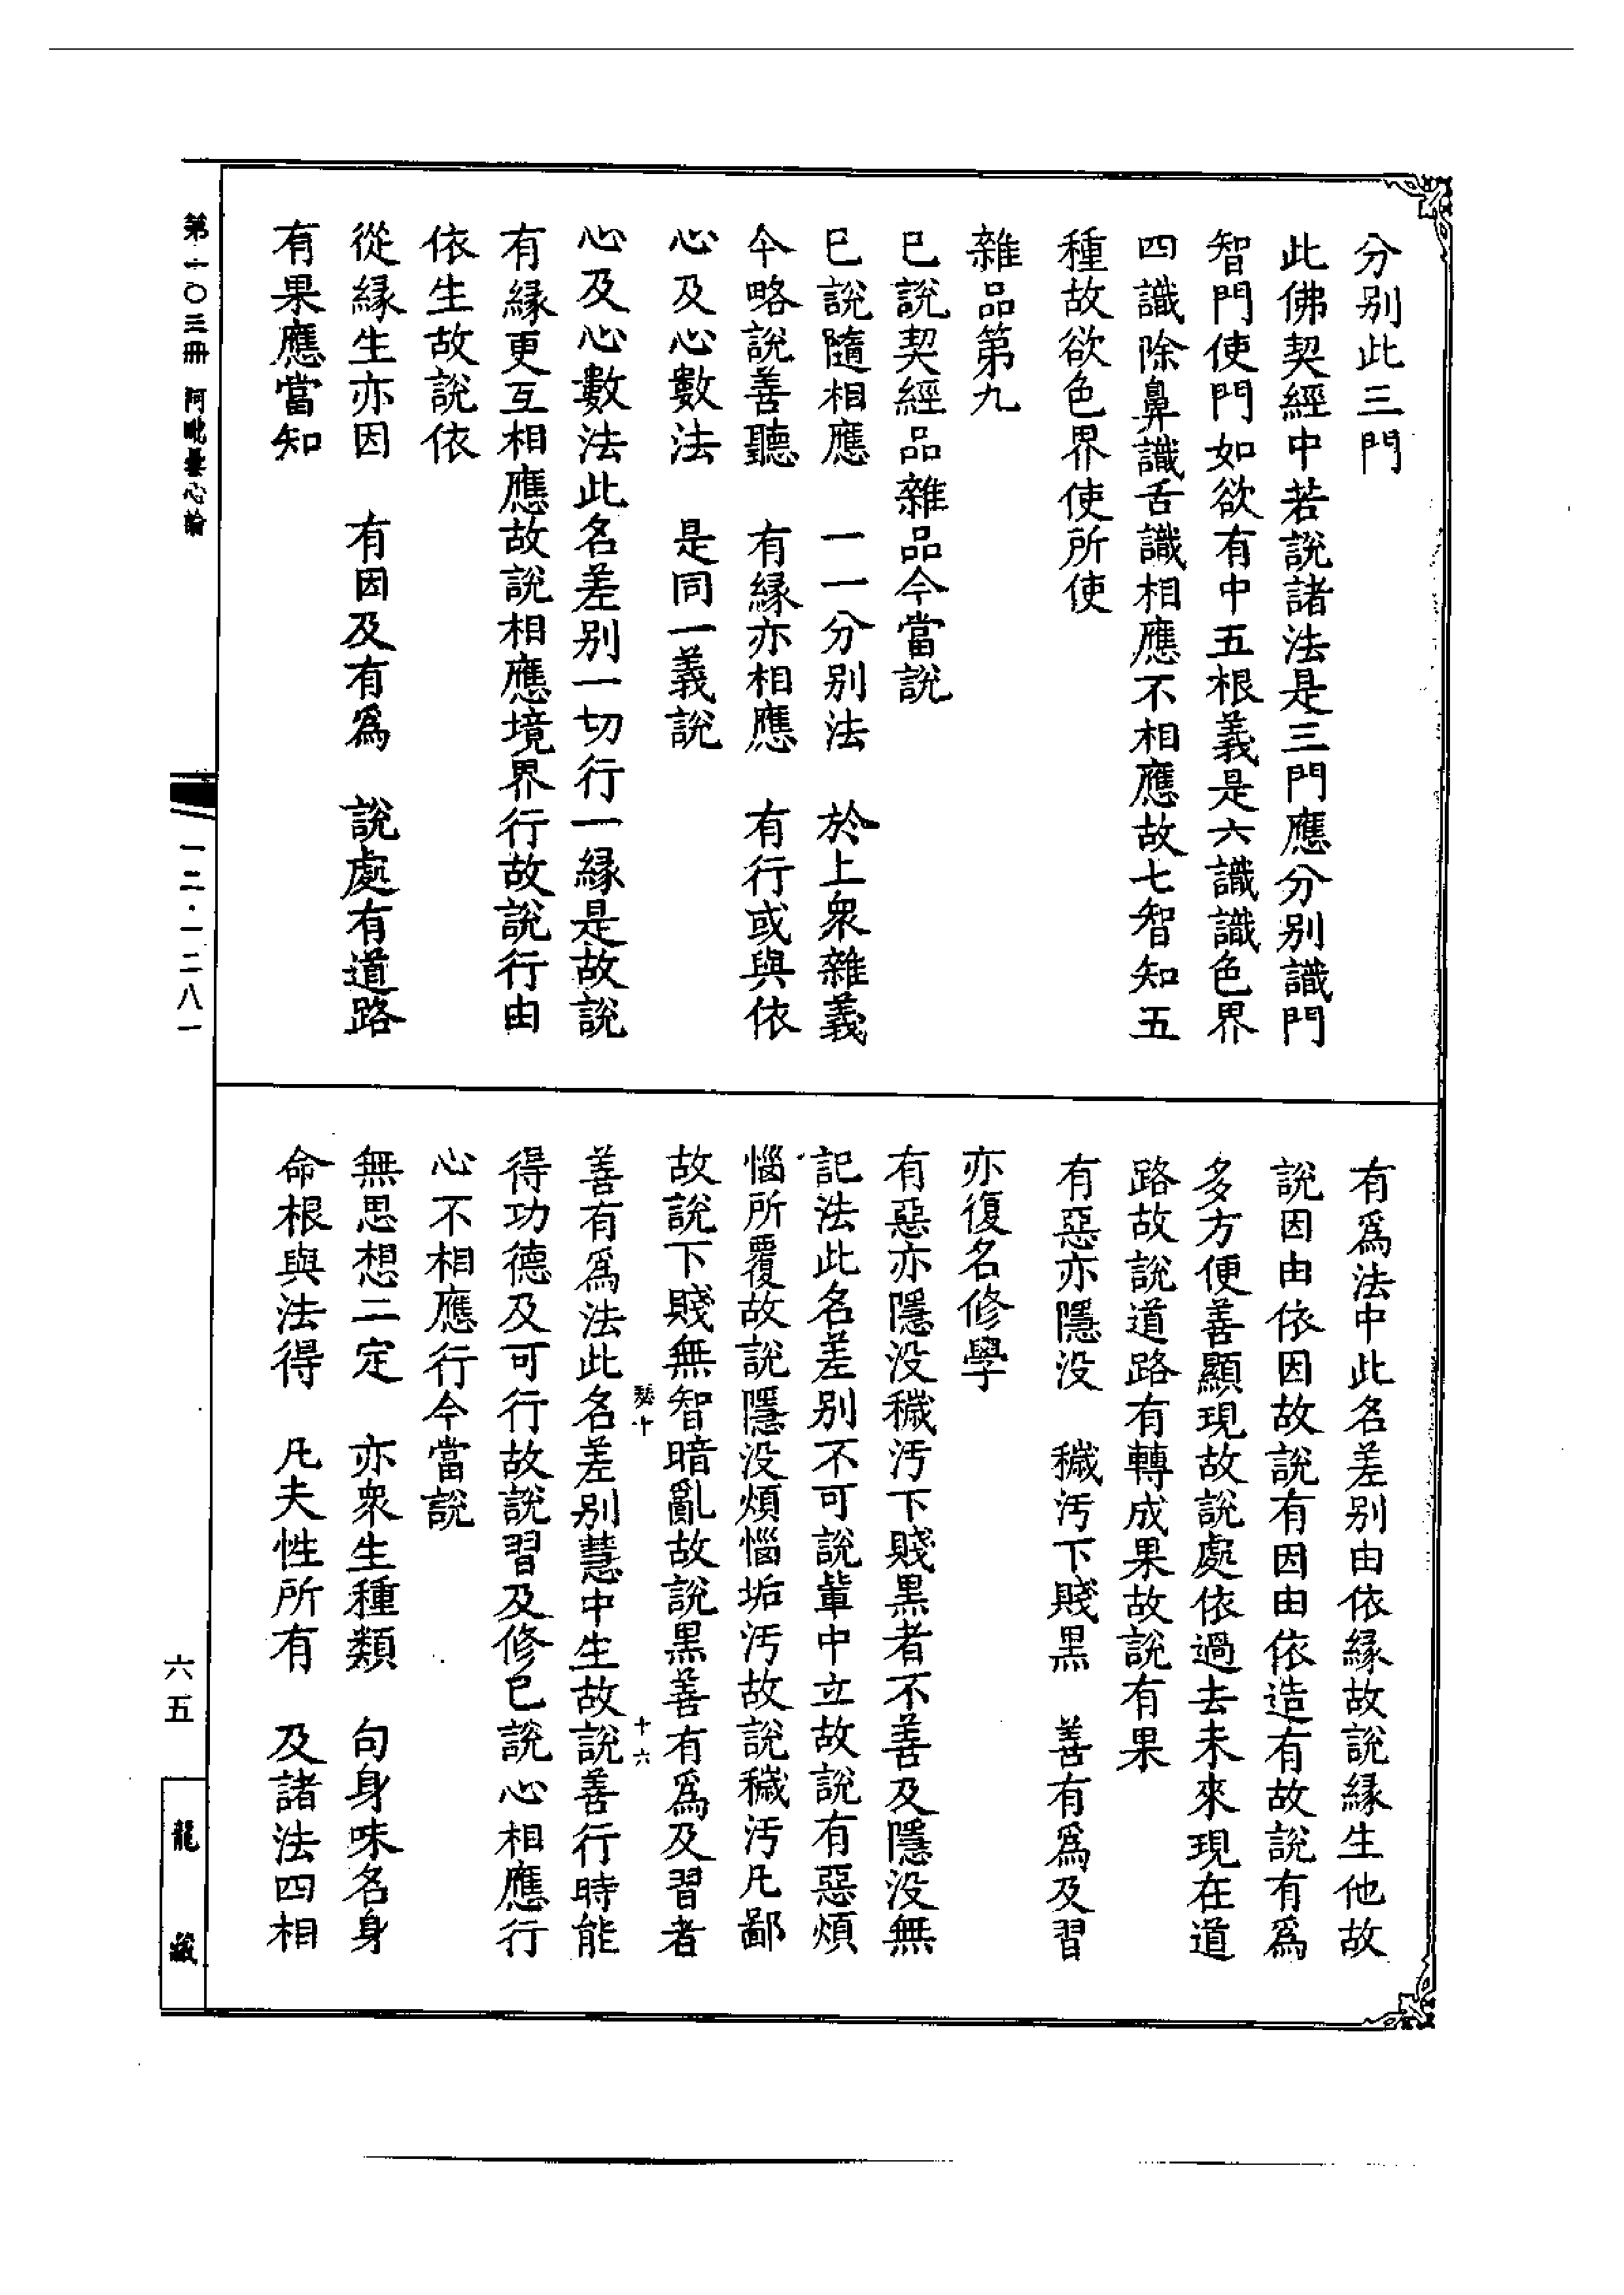 分别此三門
此佛契經中若說諸法是三門應分别識門
智門使門如欲有中五根義是六識識色界
四識除鼻識舌識相應不相應故七智知五
種故欲色界使所使
雜品第九
已說契經品雜品今當說
已說隨相應　一一分别法　於上衆雜義
今略說善聽　有緣亦相應　有行或與依
心及心數法　是同一義說
心及心數法此名差别一切行一緣是故說
有緣更互相應故說相應境界行故說行由
依生故說依
從緣生亦因　有因及有爲　說處有道路
有果應當知
有爲法中此名差别由依緣故說緣生他故
說因由依因故說有因由依造有故說有爲
多方便善顯現故說處依過去未來現在道
路故說道路有轉成果故說有果
有惡亦隱没　穢汚下賤黑　善有爲及習
亦復名修學
有惡亦隱没穢汚下賤黑者不善及隱没無
記法此名差别不可說輩中立故說有惡煩
惱所覆故說隱没煩惱垢汚故說穢汚凡鄙
故說下賤無智暗亂故說黑善有爲及習者
善有爲法此名差别慧中生故說善行時能
得功德及可行故說習及修已說心相應行
心不相應行今當說
無思想二定　亦衆生種類　句身味名身
命根與法得　凡夫性所有　及諸法四相
十
十六
第一〇三册　阿毗曇心論
一二·一二八一
六五
龍藏